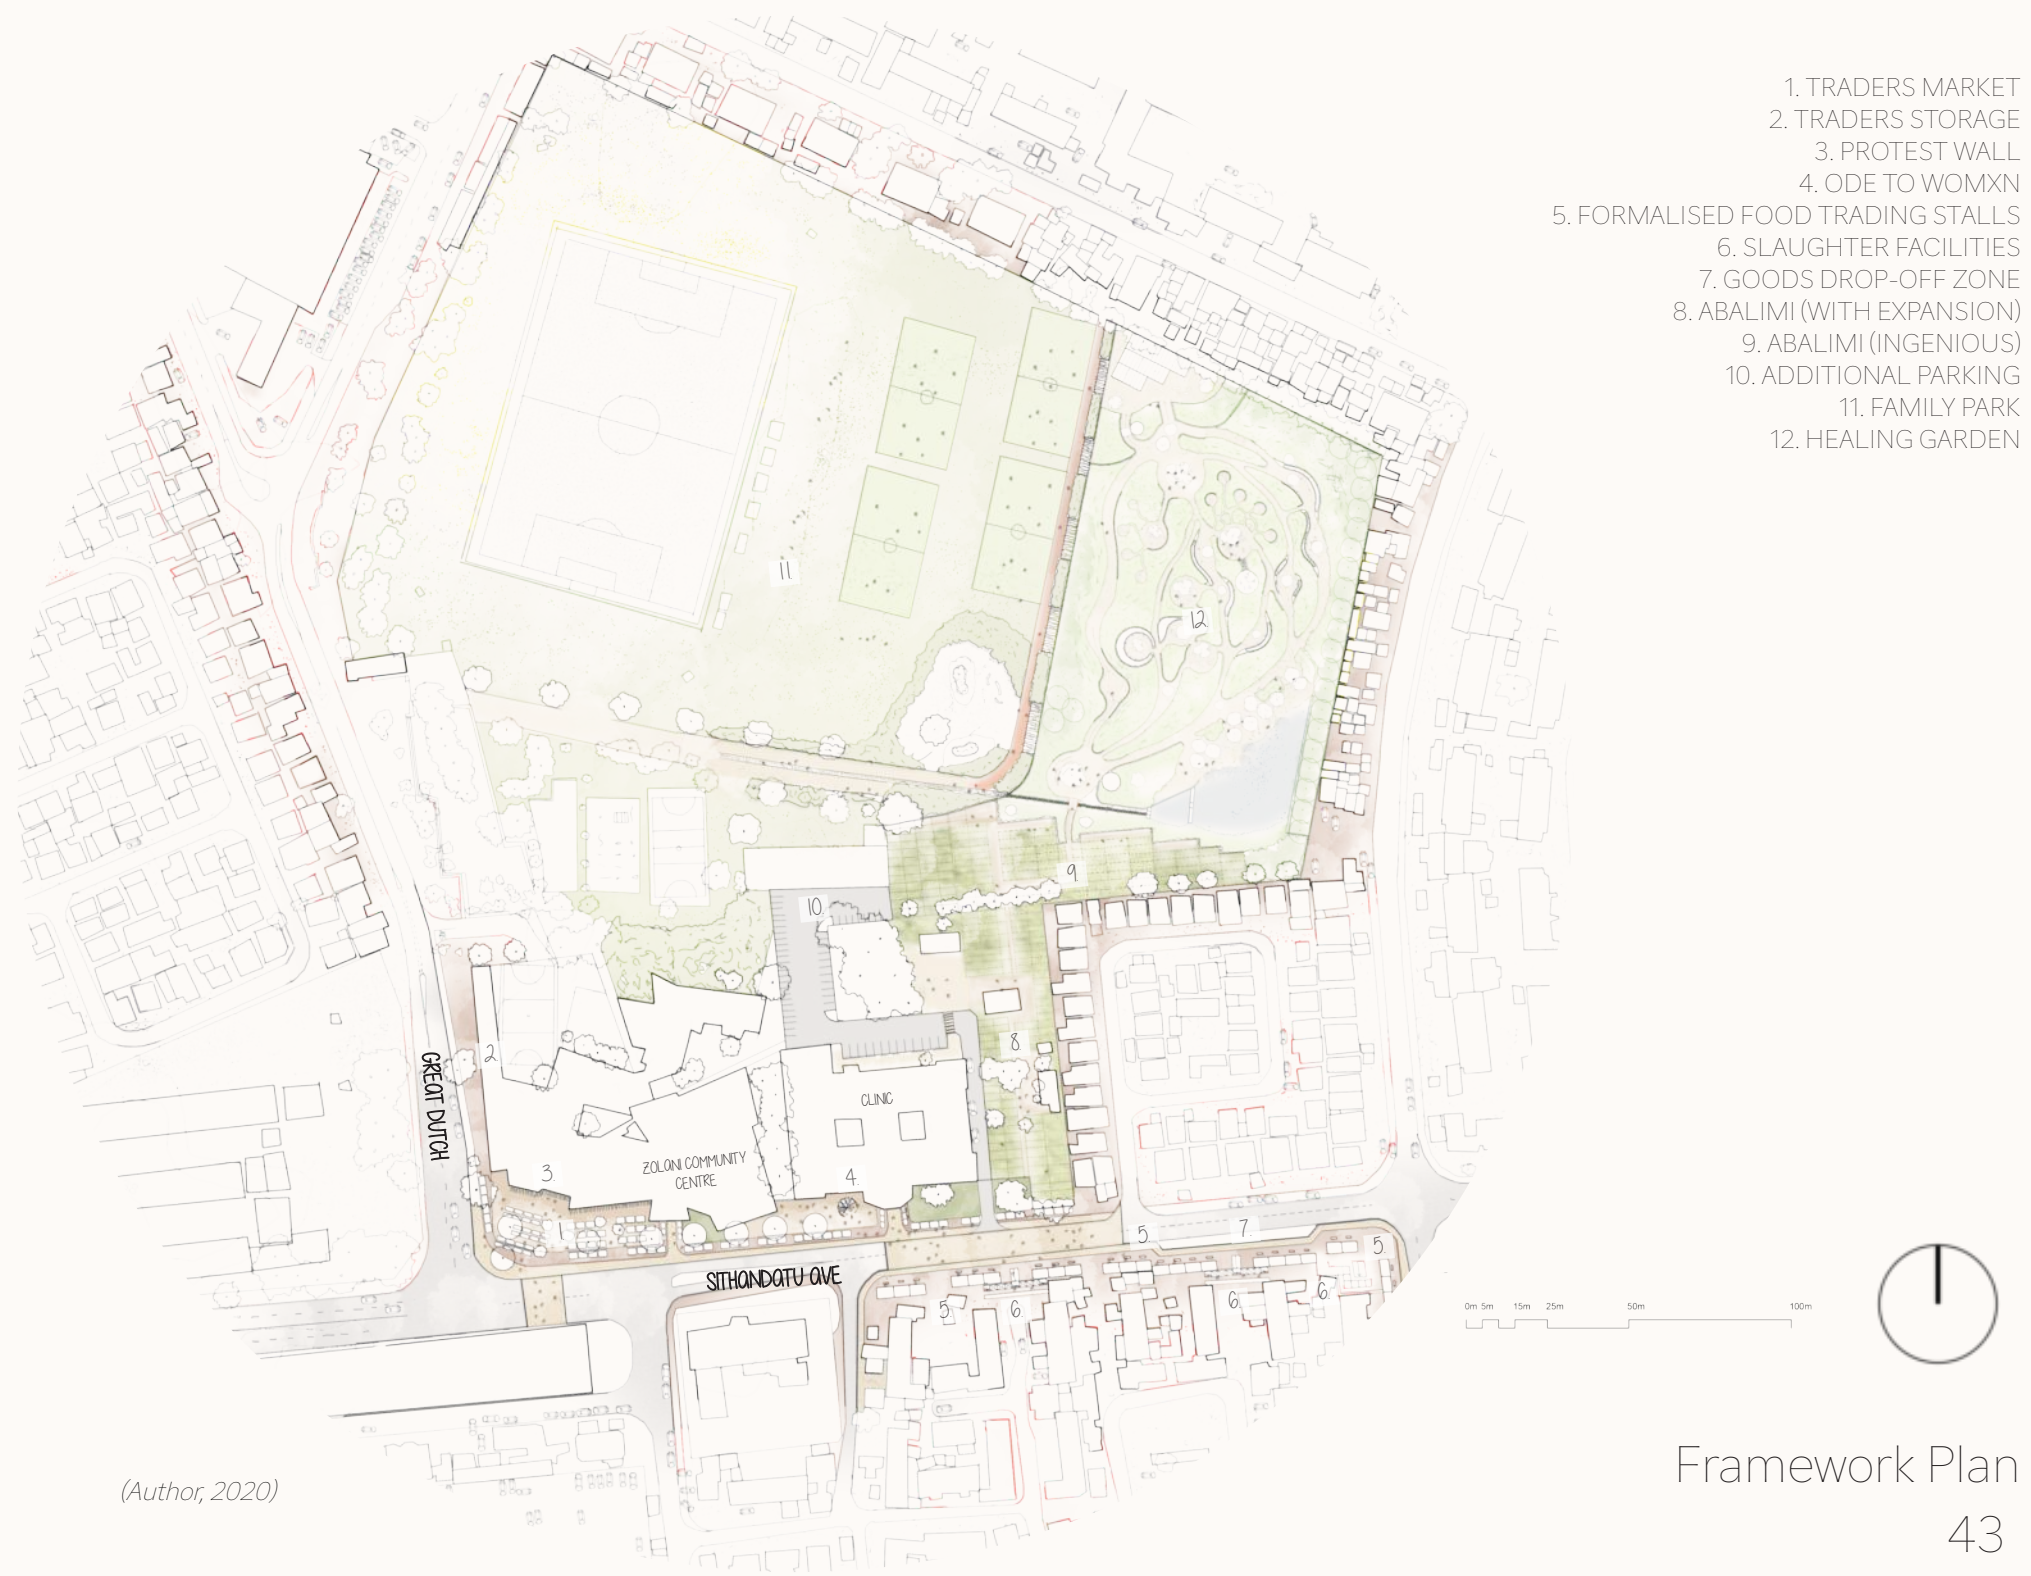 1. TRADERS MARKET
2. TRADERS STORAGE
3. PROTEST WALL
4. ODE TO WOMXN
5. FORMALISED FOOD TRADING STALLS
6. SLAUGHTER FACILITIES
7. GOODS DROP-OFF ZONE
8. ABALIMI (WITH EXPANSION)
9. ABALIMI (INGENIOUS)
10. ADDITIONAL PARKING
11. FAMILY PARK
12. HEALING GARDEN
11.
12.
9.
10.
8.
2.
GREAT DUTCH
CLINIC
ZOLANI COMMUNITY
CENTRE
3.
4.
1.
5.
7.
5.
SITHANDATU AVE
5.
6.
6.
6.
0m 5m 15m 25m 50m 100m
Framework Plan
(Author, 2020)
43